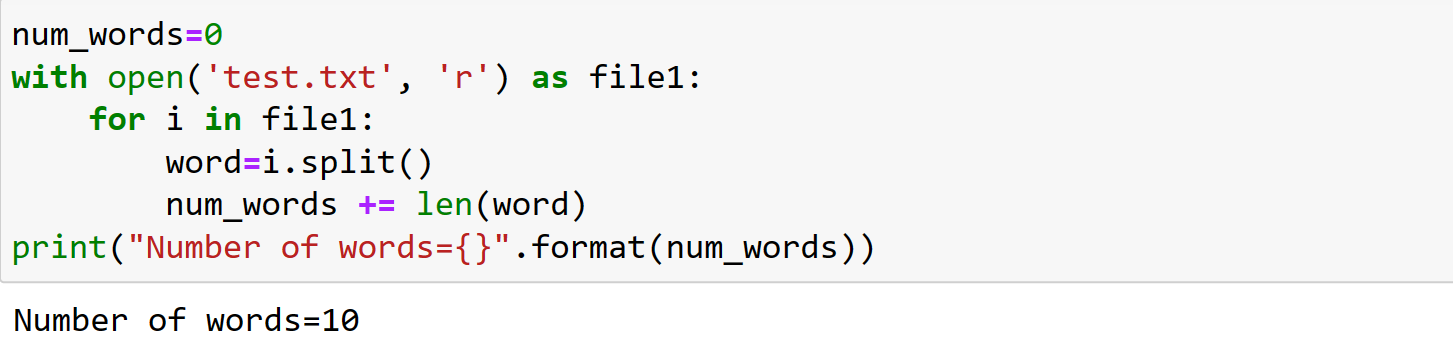 num_words=0
with open('test.txt', 'r') as file1:
    for i in file1:
        word=i.split()
        num_words += len(word)
print("Number of words={}".format(num_words))
Number of words=10